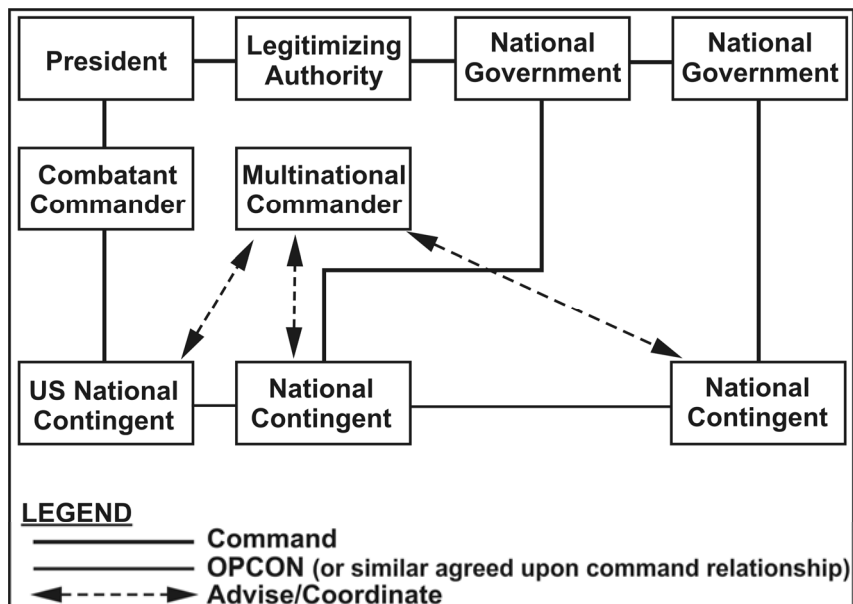 President
Legitimizing
Authority
National
Government
National
Government
Combatant
Commander
Multinational
Commander
US National
Contingent
National
Contingent
National
Contingent
LEGEND
Command
OPCON (or similar agreed upon command relationship)
Advise/Coordinate